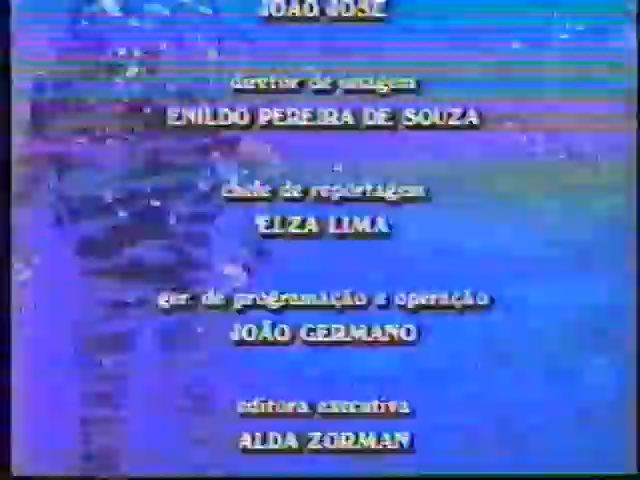 JOÃO JOSÉ
diretor de imagem
ENILDO PEREIRA DE SOUZA
chefe de reportagem
ELZA LIMA
ger. de programação e operação
JOÃO GERMANO
editora executiva
ALDA ZORMAN